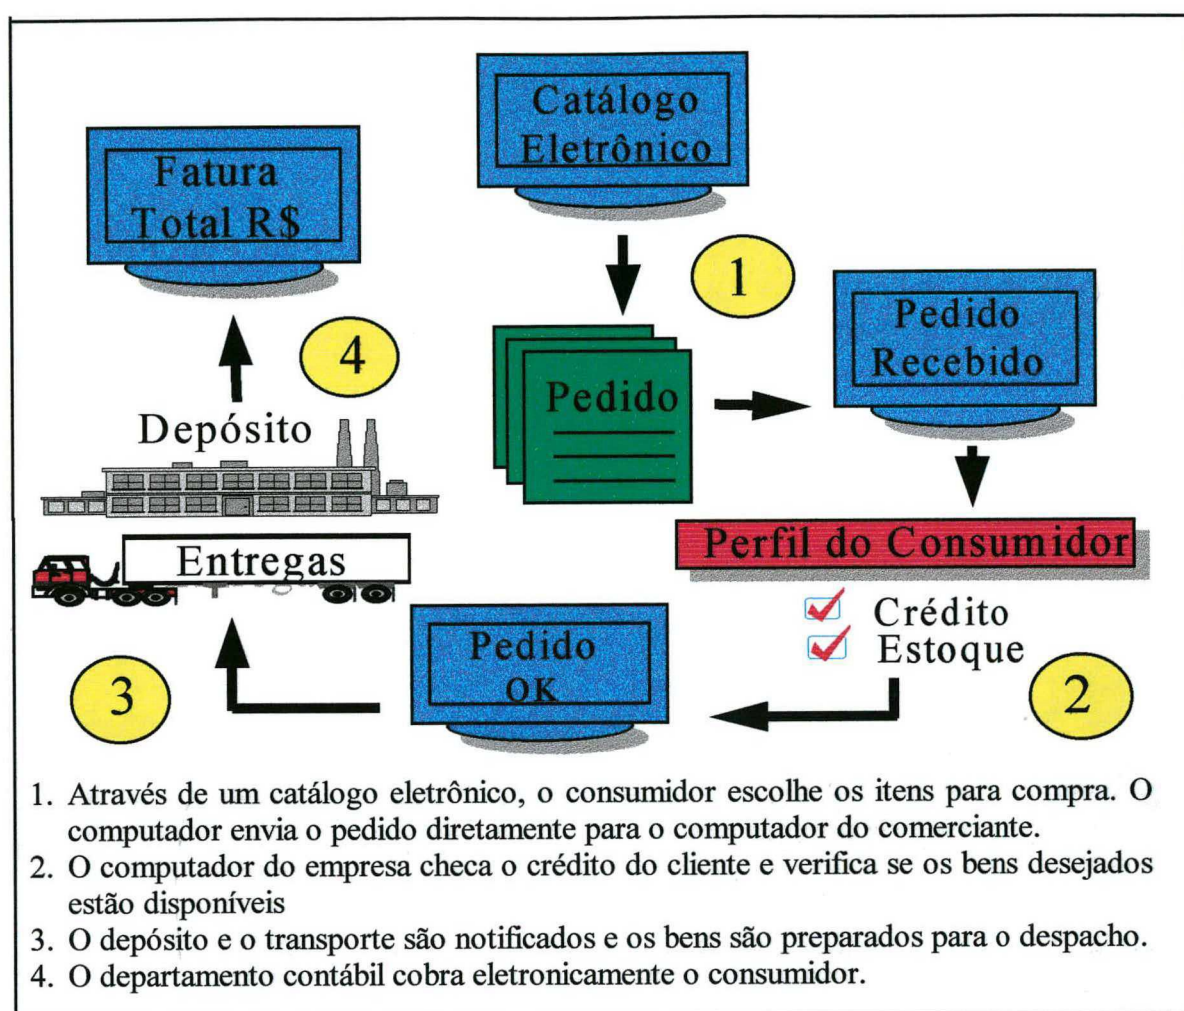 Catálogo
Eletrônico
Fatura
Total R$
1
Pedido
Recebido
4
Pedido
Depósito
Perfil do Consumidor
Entregas
Crédito
Estoque
Pedido
OK
3
2
1. Através de um catálogo eletrônico, o consumidor escolhe os itens para compra. O
computador envia o pedido diretamente para o computador do comerciante.
2. O computador do empresa checa o crédito do cliente e verifica se os bens desejados
estão disponíveis
3. O depósito e o transporte são notificados e os bens são preparados para o despacho.
4. O departamento contábil cobra eletronicamente o consumidor.